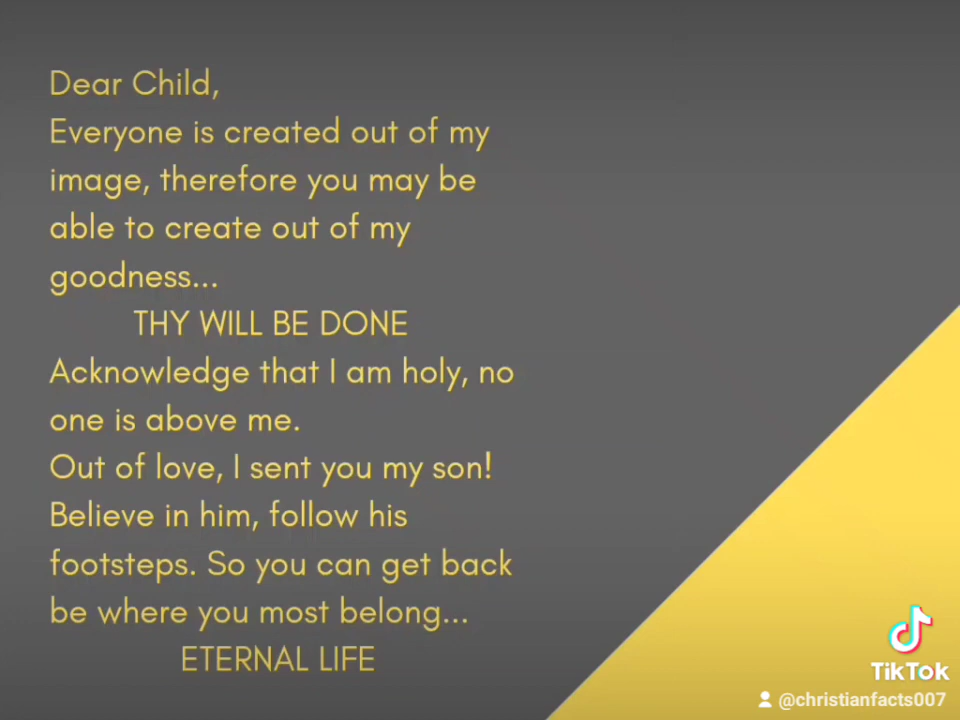 Dear Child,
Everyone is created out of my
image, therefore you may be
able to create out of my
goodness...
THY WILL BE DONE
Acknowledge that I am holy, no
one is above me.
Out of love, I sent you my son!
Believe in him, follow his
footsteps. So you can get back
be where you most belong...
ETERNAL LIFE
TikTok
@christianfacts007